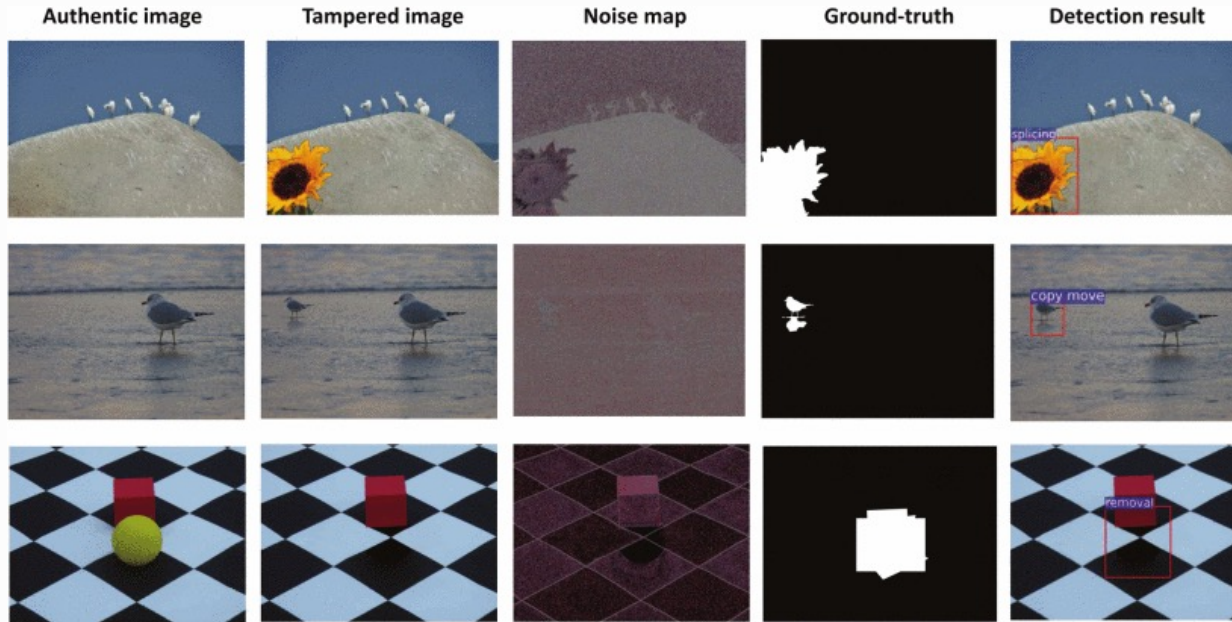 Authentic image Tampered image Noise map Ground-truth Detection result
splicing
copy move
removal